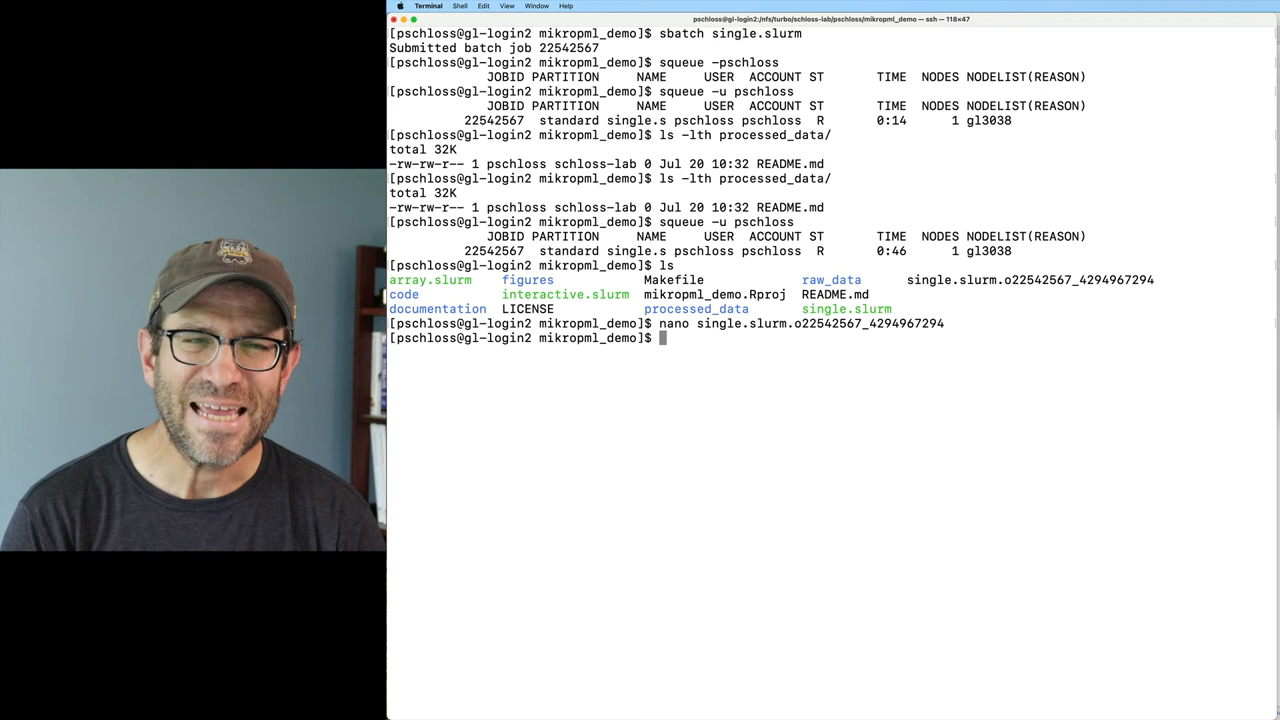 Terminal Shell Edit View Window Help
pschloss@gl-login2:/nfs/turbo/schloss-lab/pschloss/mikropml_demo — ssh — 118×47
[pschloss@gl-login2 mikropml_demo]$ sbatch single.slurm
Submitted batch job 22542567
[pschloss@gl-login2 mikropml_demo]$ squeue -pschloss
JOBID PARTITION NAME USER ACCOUNT ST TIME NODES NODELIST(REASON)
[pschloss@gl-login2 mikropml_demo]$ squeue -u pschloss
JOBID PARTITION NAME USER ACCOUNT ST TIME NODES NODELIST(REASON)
22542567 standard single.s pschloss pschloss R 0:14 1 gl3038
[pschloss@gl-login2 mikropml_demo]$ ls -lth processed_data/
total 32K
-rw-rw-r-- 1 pschloss schloss-lab 0 Jul 20 10:32 README.md
[pschloss@gl-login2 mikropml_demo]$ ls -lth processed_data/
total 32K
-rw-rw-r-- 1 pschloss schloss-lab 0 Jul 20 10:32 README.md
[pschloss@gl-login2 mikropml_demo]$ squeue -u pschloss
JOBID PARTITION NAME USER ACCOUNT ST TIME NODES NODELIST(REASON)
22542567 standard single.s pschloss pschloss R 0:46 1 gl3038
[pschloss@gl-login2 mikropml_demo]$ ls
array.slurm figures Makefile raw_data single.slurm.o22542567_4294967294
code interactive.slurm mikropml_demo.Rproj README.md
documentation LICENSE processed_data single.slurm
[pschloss@gl-login2 mikropml_demo]$ nano single.slurm.o22542567_4294967294
[pschloss@gl-login2 mikropml_demo]$